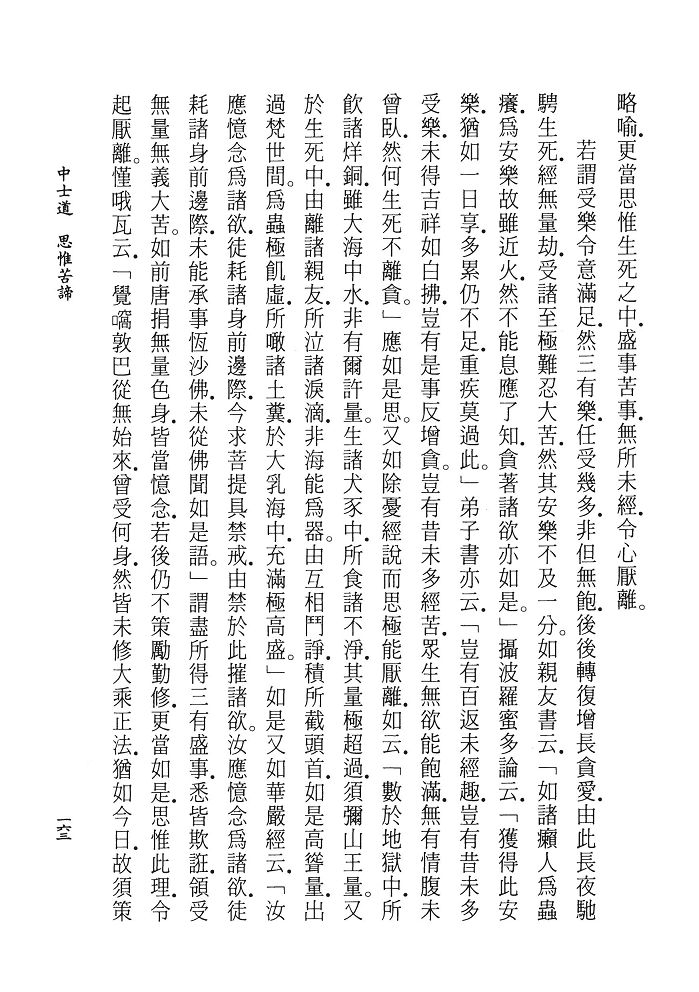 略喻．更當思惟生死之中．盛事苦事．無所未經．令心厭離。
若謂受樂令意滿足．然三有樂．任受幾多．非但無飽．後後轉復增長貪愛．由此長夜馳
騁生死．經無量劫．受諸至極難忍大苦．然其安樂不及一分。如親友書云．「如諸癩人為蟲
癢．為安樂故雖近火．然不能息應了知．貪著諸欲亦如是．」攝波羅蜜多論云．「獲得此安
樂．猶如一日享．多累仍不足．重疾莫過此。」弟子書亦云．「豈有百返未經趣．豈有昔未多
受樂．未得吉祥如白拂．豈有是事反增貪。豈有昔未多經苦．眾生無欲能飽滿．無有情腹未
曾臥．然何生死不離貪。」應如是思。又如除憂經說而思．極能厭離．如云．「數於地獄中．所
飲諸烊銅．雖大海中水．非有爾許量。生諸犬豕中．所食諸不淨．其量極超過．須彌山王量。又
於生死中．由離諸親友．所泣諸淚滴．非海能為器。由互相鬥諍．積所截頭首．如是高聳量．出
過梵世間。為蟲極飢虛．所噉諸土糞．於大乳海中．充滿極高盛。」如是又如華嚴經云．「汝
應憶念為諸欲．徒耗諸身前邊際．今求菩提具禁戒．由禁於此摧諸欲。汝應憶念為諸欲．徒
耗諸身前邊際．未能承事恆沙佛．未從佛聞如是語。」謂盡所得三有盛事．悉皆欺誑．領受
無量無義大苦。如前唐捐無量色身．皆當憶念．若後仍不策勵勤修．更當如是．思惟此理．令
起厭離。慬哦瓦云．「覺𡁠敦巴從無始來．曾受何身．然皆未修大乘正法．猶如今日．故須策
中士道　思惟苦諦
一六三